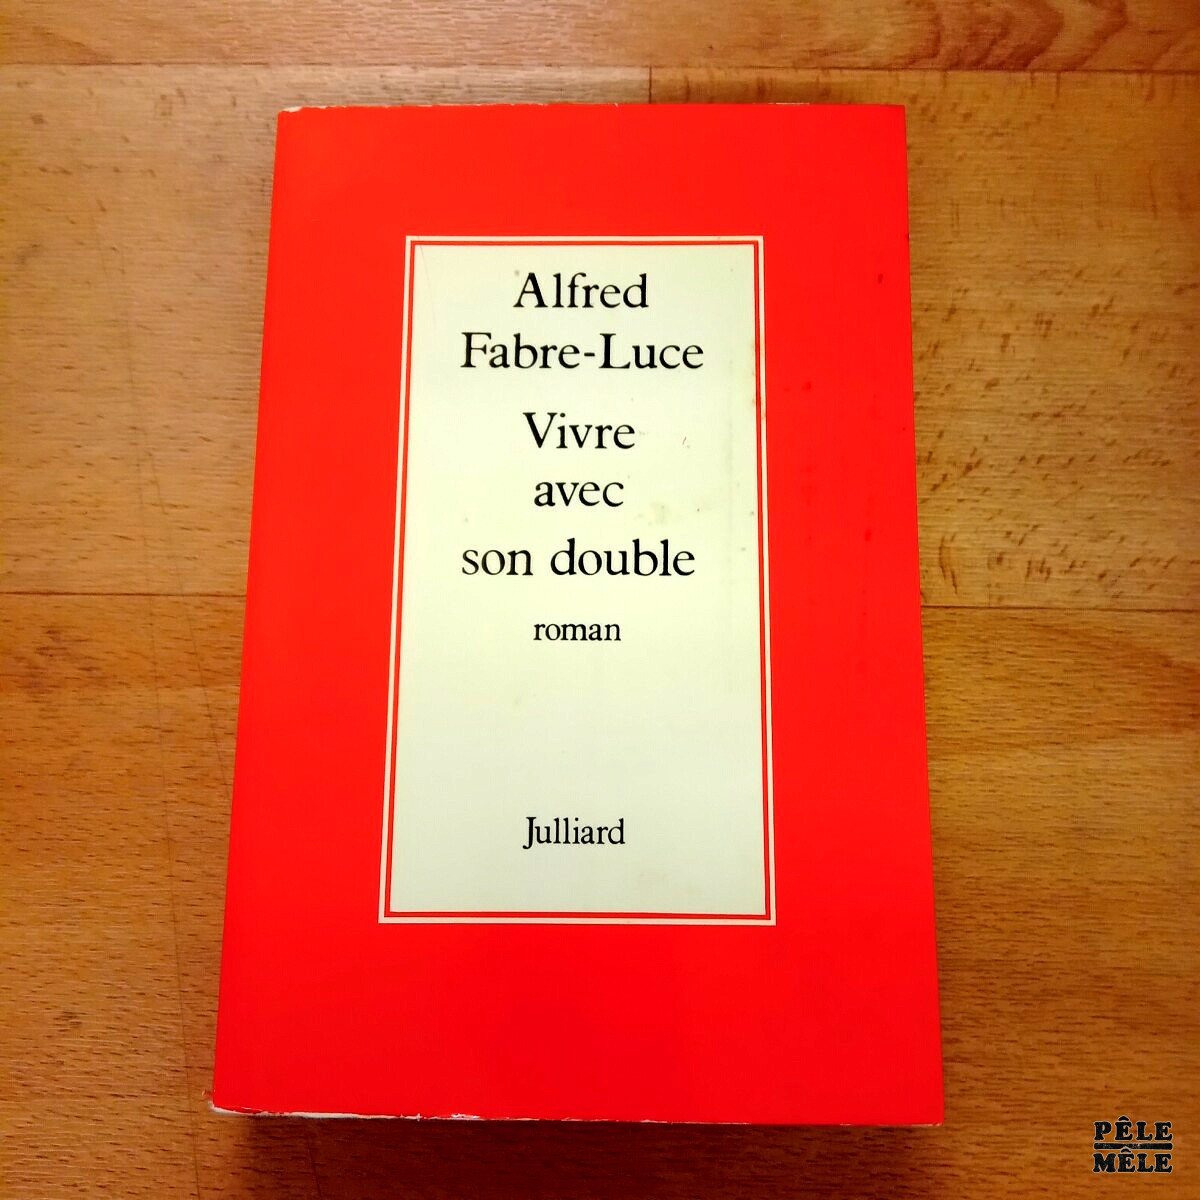 Alfred
Fabre-Luce
Vivre
avec
son double
roman
Julliard
PÊLE
MÊLE